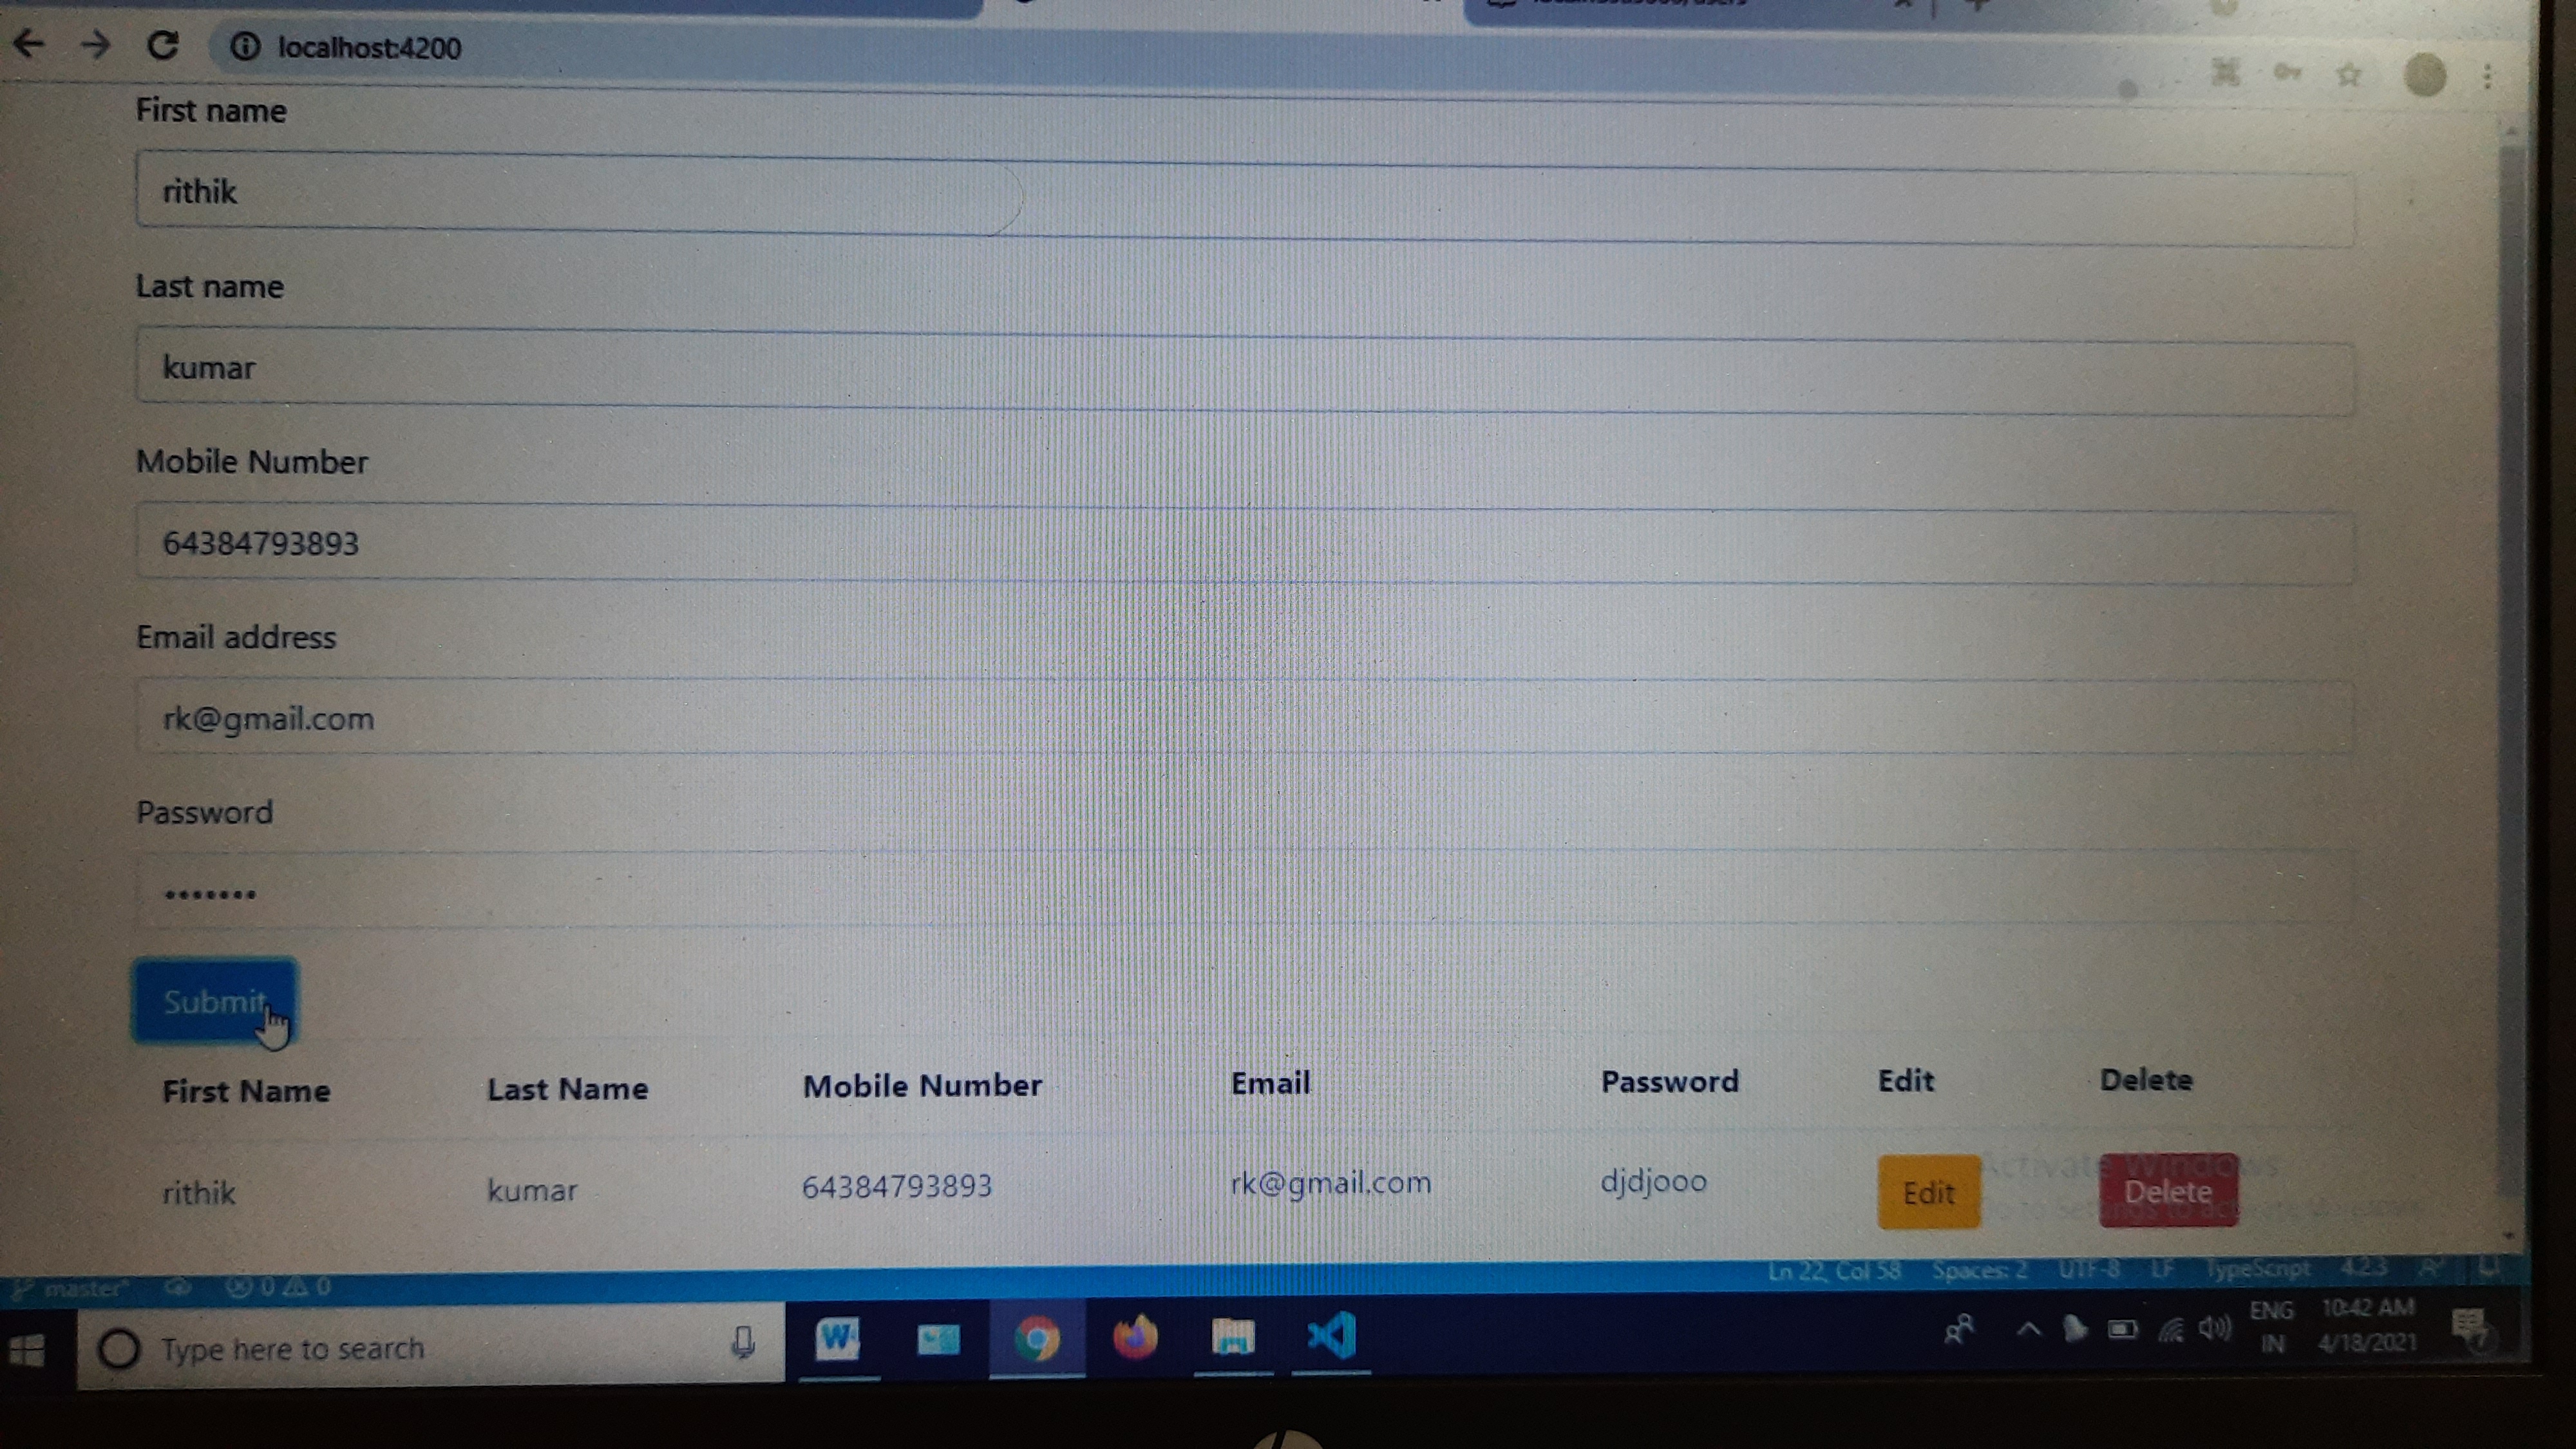 localhost:4200
First name
rithik
Last name
kumar
Mobile Number
64384793893
Email address
rk@gmail.com
Password
•••••••
Submit
First Name Last Name Mobile Number Email Password Edit Delete
rithik kumar 64384793893 rk@gmail.com djdjooo Edit Delete
Activate Windows
master* 0 0 Ln 22, Col 58 Spaces: 2 UTF-8 LF TypeScript 4.2.3
Type here to search
W
ENG 10:42 AM
IN 4/18/2021